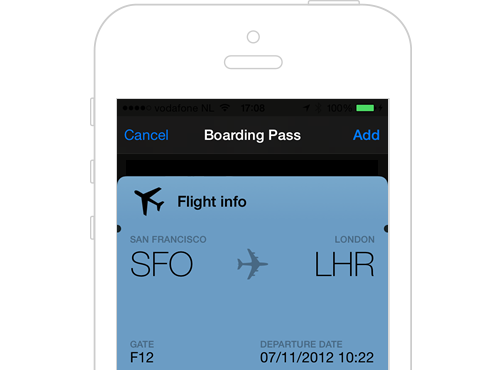 vodafone NL 17:08 100%
Cancel Boarding Pass Add
Flight info
SAN FRANCISCO LONDON
SFO LHR
GATE DEPARTURE DATE
F12 07/11/2012 10:22